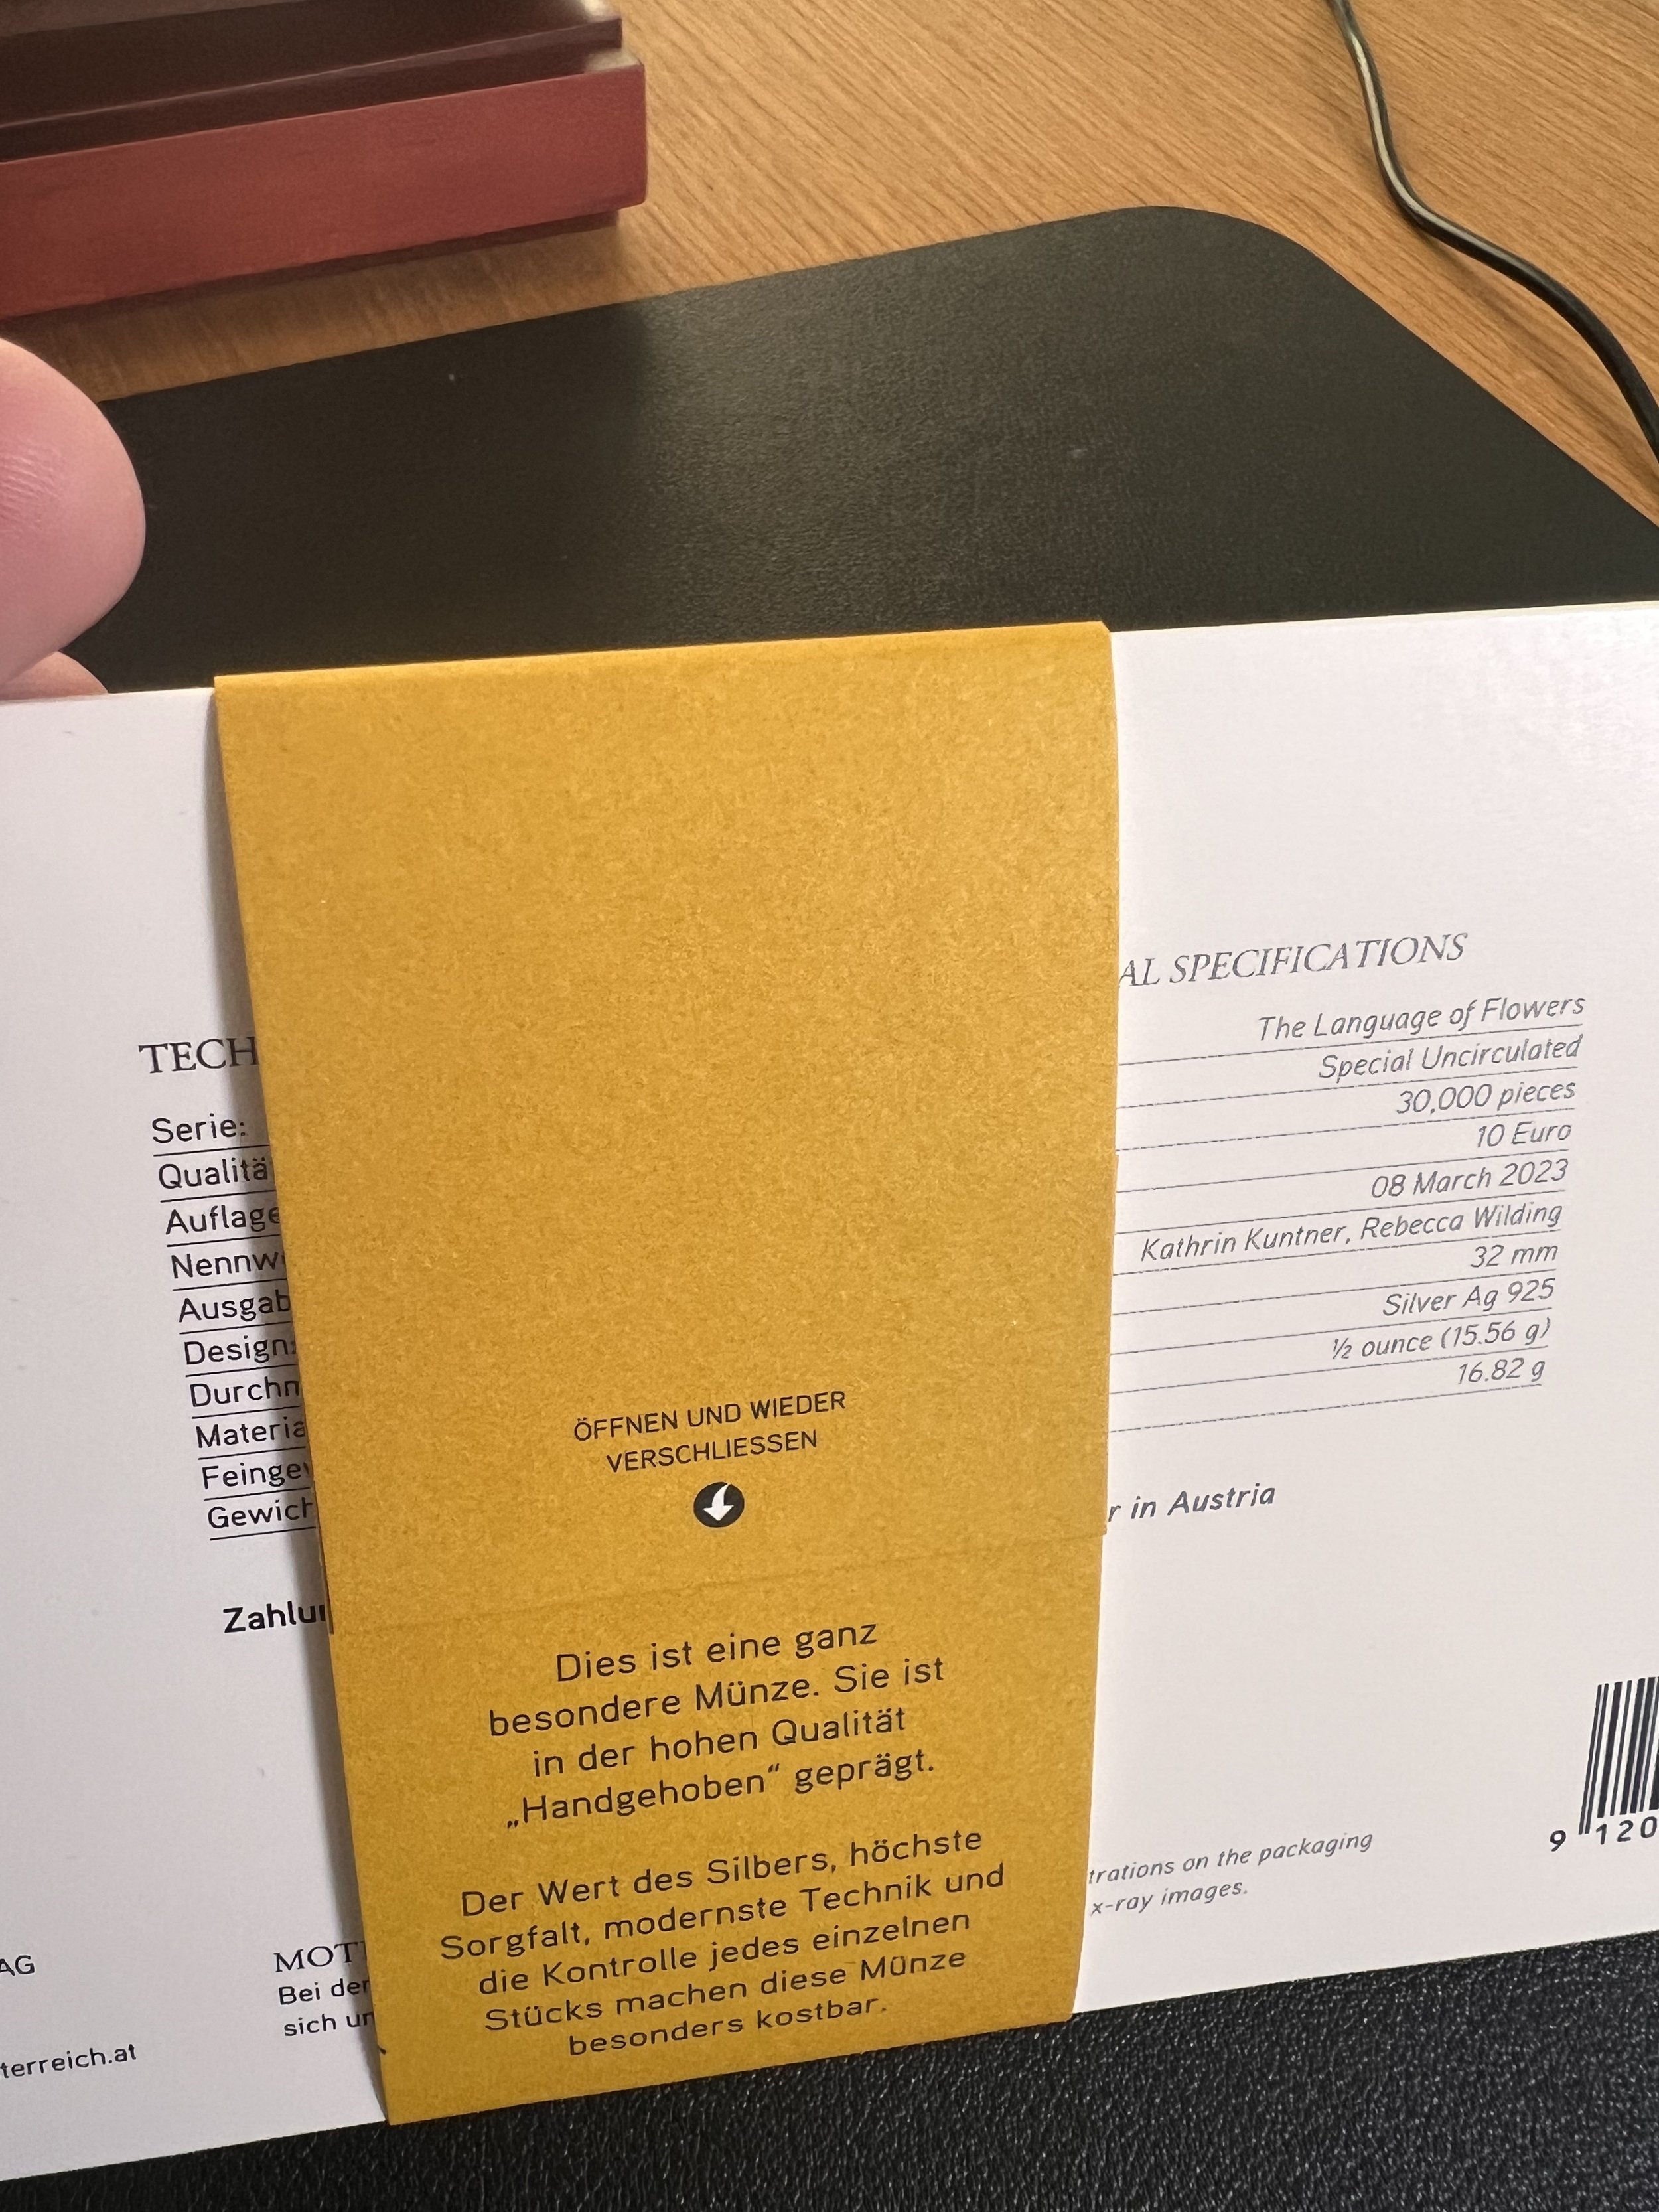 TECH
Serie:
Qualitä
Auflage
Nennw
Ausgab
Design:
Durchm
Materia
Feingew
Gewich
Zahlun
AG
terreich.at
MOTI
Bei der
sich un
ÖFFNEN UND WIEDER
VERSCHLIESSEN
Dies ist eine ganz
besondere Münze. Sie ist
in der hohen Qualität
„Handgehoben“ geprägt.
Der Wert des Silbers, höchste
Sorgfalt, modernste Technik und
die Kontrolle jedes einzelnen
Stücks machen diese Münze
besonders kostbar.
AL SPECIFICATIONS
The Language of Flowers
Special Uncirculated
30,000 pieces
10 Euro
08 March 2023
Kathrin Kuntner, Rebecca Wilding
32 mm
Silver Ag 925
½ ounce (15.56 g)
16.82 g
r in Austria
trations on the packaging
x-ray images.
9 120